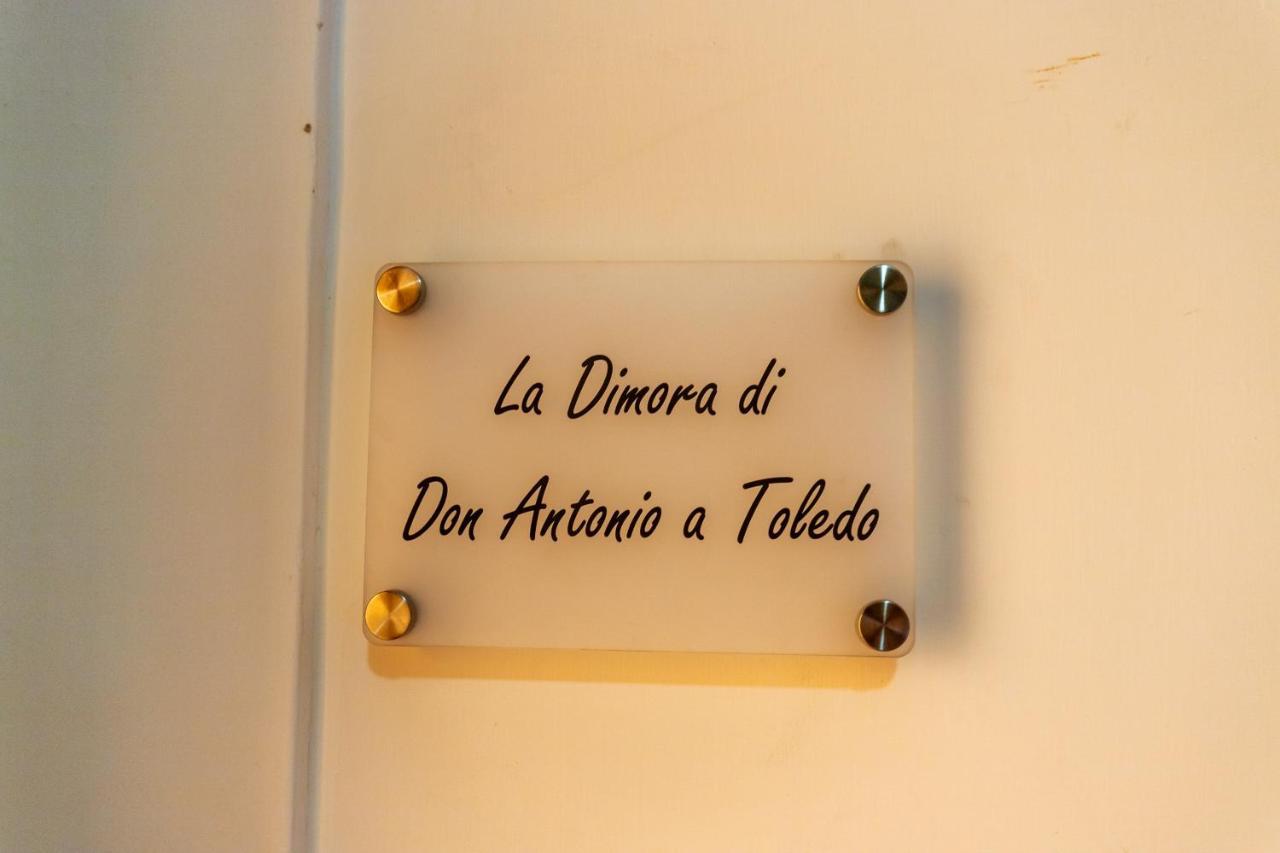 La Dimora di
Don Antonio a Toledo